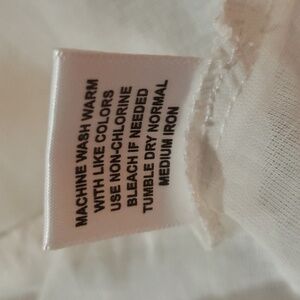 MACHINE WASH WARM
WITH LIKE COLORS
USE NON-CHLORINE
BLEACH IF NEEDED
TUMBLE DRY NORMAL
MEDIUM IRON